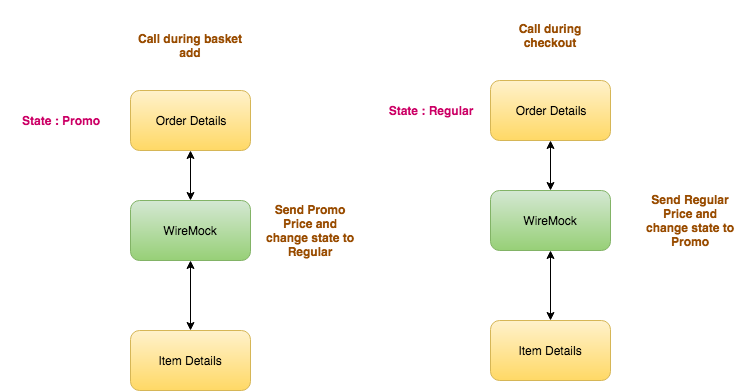 Call during basket
add
State : Promo
Order Details
WireMock
Send Promo
Price and
change state to
Regular
Item Details
Call during
checkout
State : Regular
Order Details
WireMock
Send Regular
Price and
change state to
Promo
Item Details